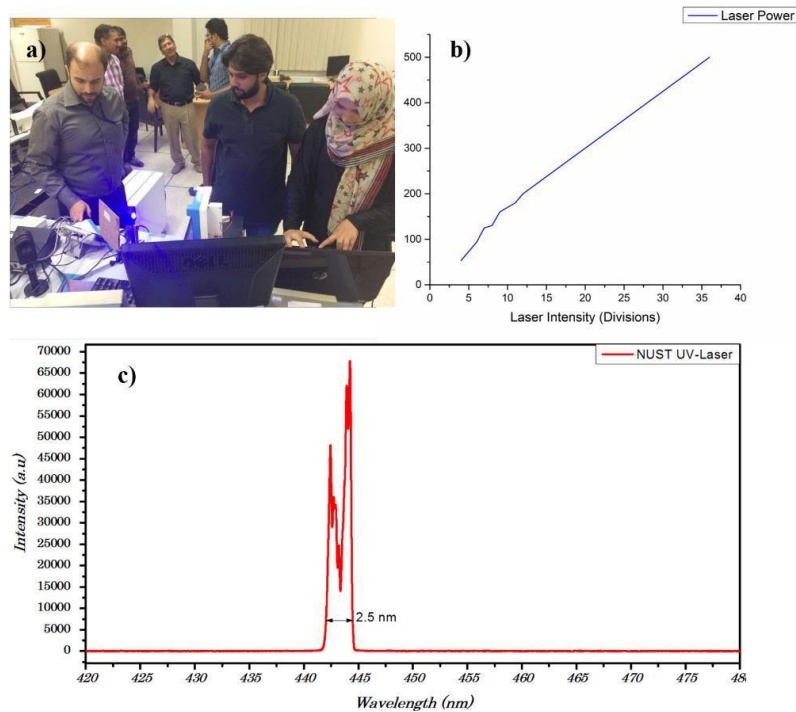 a)
DELL
b)
Laser Power
500
400
300
200
100
0
0 5 10 15 20 25 30 35 40
Laser Intensity (Divisions)
c)
NUST UV-Laser
70000
65000
60000
55000
50000
45000
40000
35000
30000
25000
20000
15000
10000
5000
0
Intensity (a.u)
2.5 nm
420 425 430 435 440 445 450 455 460 465 470 475 48
Wavelength (nm)